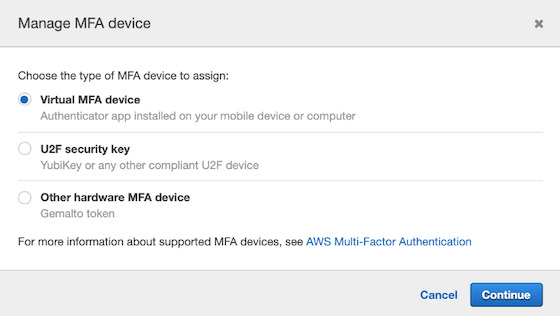 Manage MFA device
Choose the type of MFA device to assign:
Virtual MFA device
Authenticator app installed on your mobile device or computer
U2F security key
YubiKey or any other compliant U2F device
Other hardware MFA device
Gemalto token
For more information about supported MFA devices, see AWS Multi-Factor Authentication
Cancel Continue